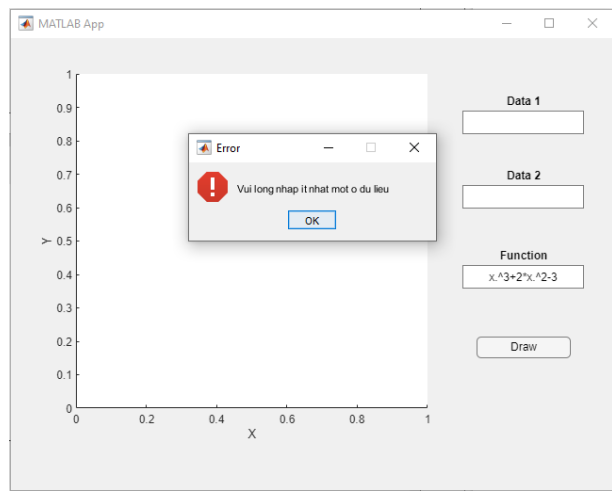 MATLAB App
Data 1
Data 2
Function
x.^3+2*x.^2-3
Draw
Error
Vui long nhap it nhat mot o du lieu
OK
1
0.9
0.8
0.7
0.6
0.5
0.4
0.3
0.2
0.1
0
Y
0
0.2
0.4
0.6
0.8
1
X